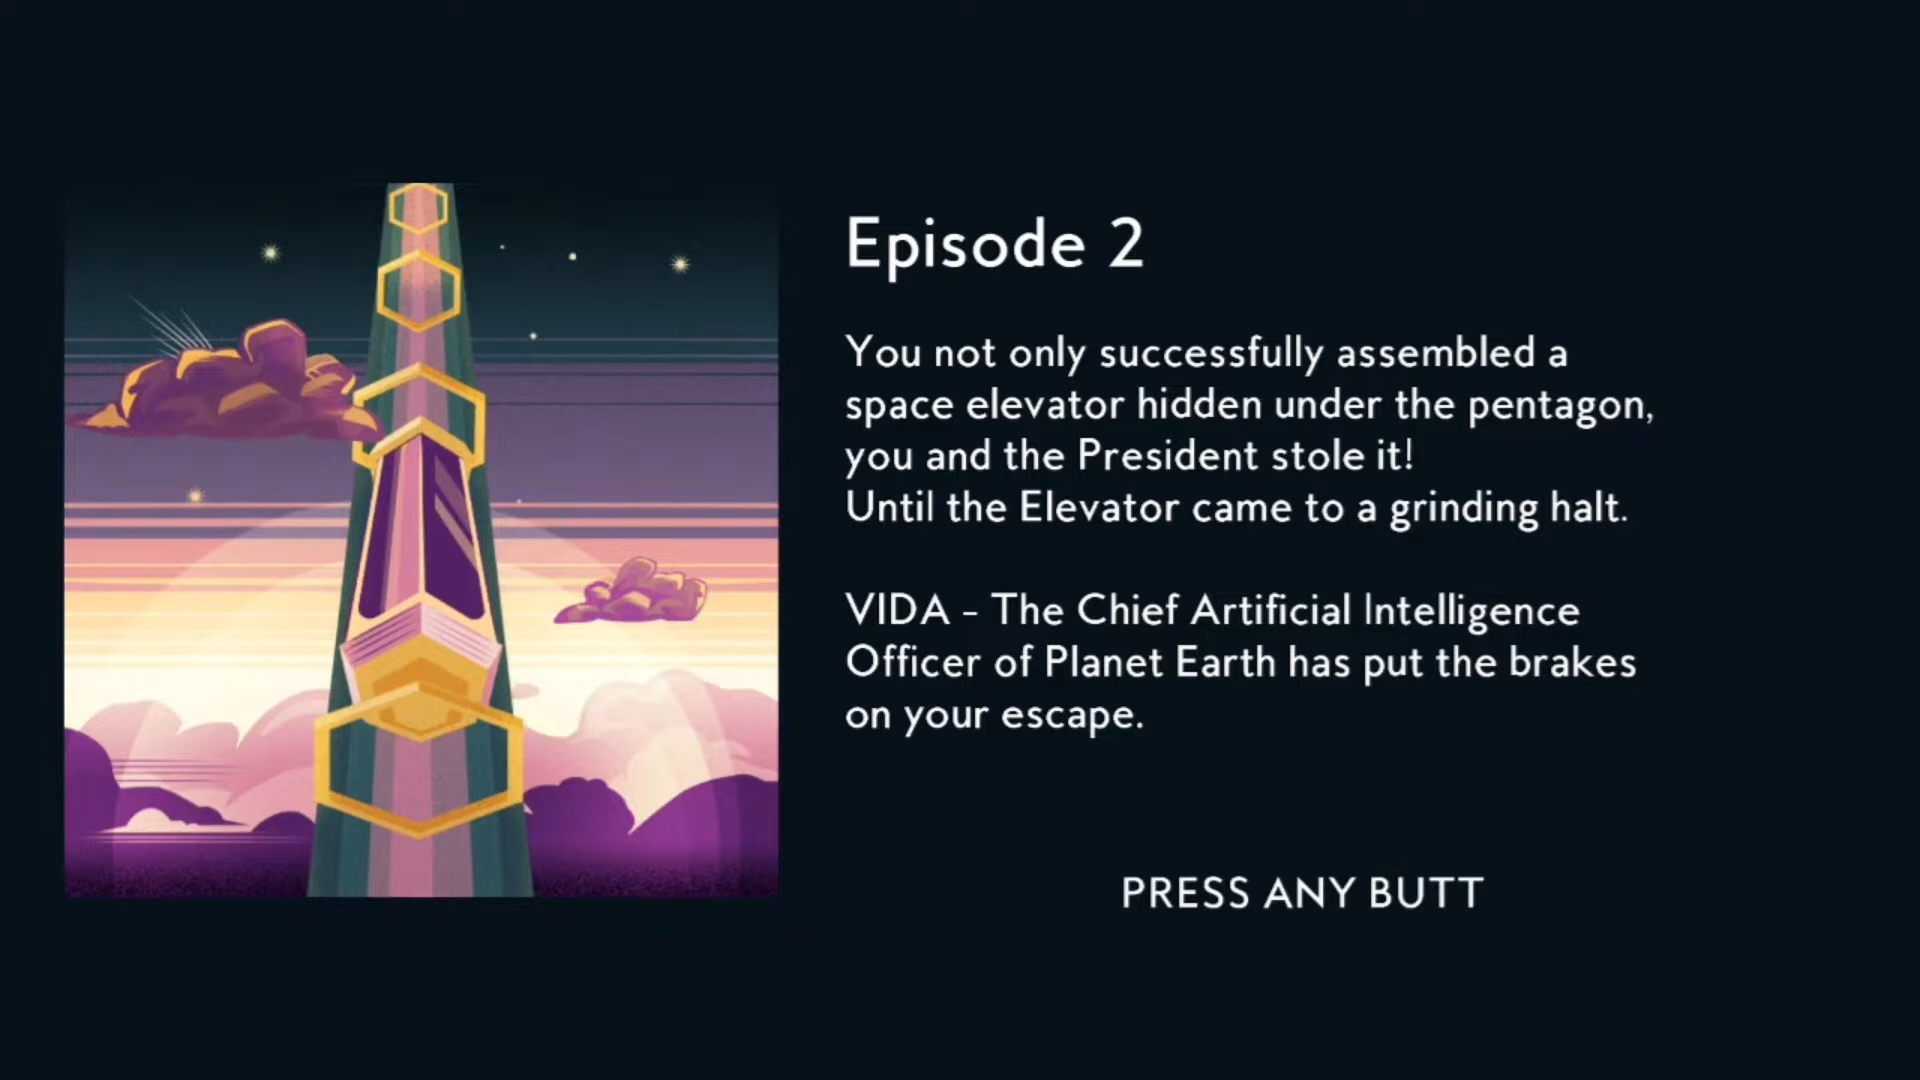 Episode 2
You not only successfully assembled a
space elevator hidden under the pentagon,
you and the President stole it!
Until the Elevator came to a grinding halt.
VIDA - The Chief Artificial Intelligence
Officer of Planet Earth has put the brakes
on your escape.
PRESS ANY BUTT